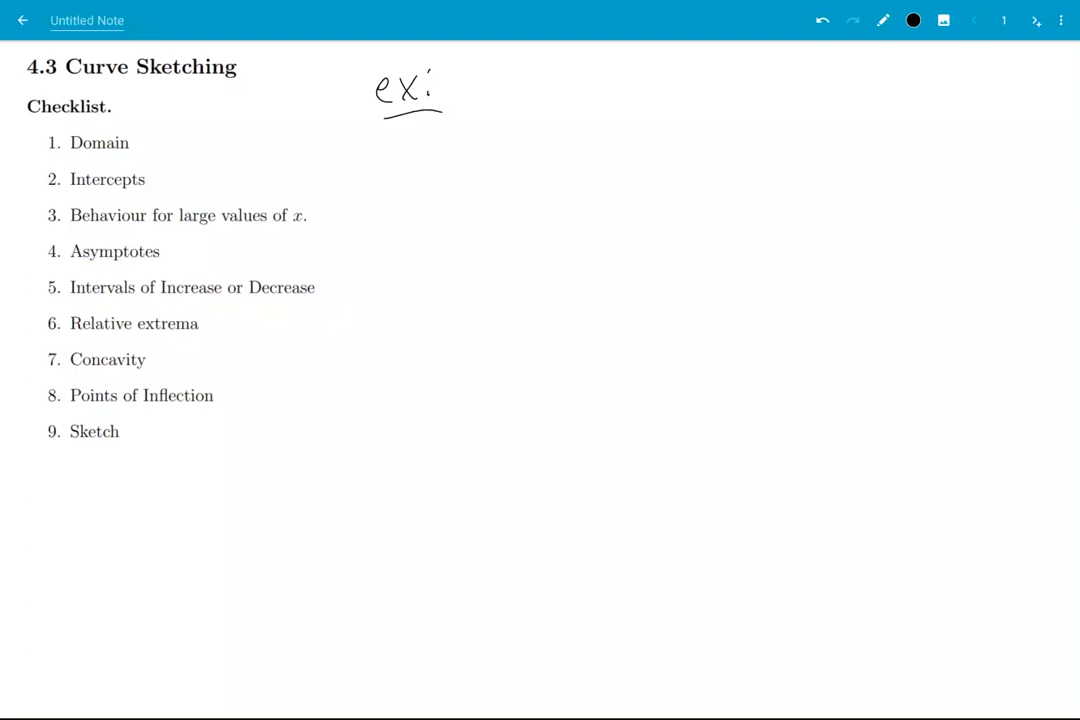 Untitled Note
1
4.3 Curve Sketching
ex:
Checklist.
1. Domain
2. Intercepts
3. Behaviour for large values of x.
4. Asymptotes
5. Intervals of Increase or Decrease
6. Relative extrema
7. Concavity
8. Points of Inflection
9. Sketch